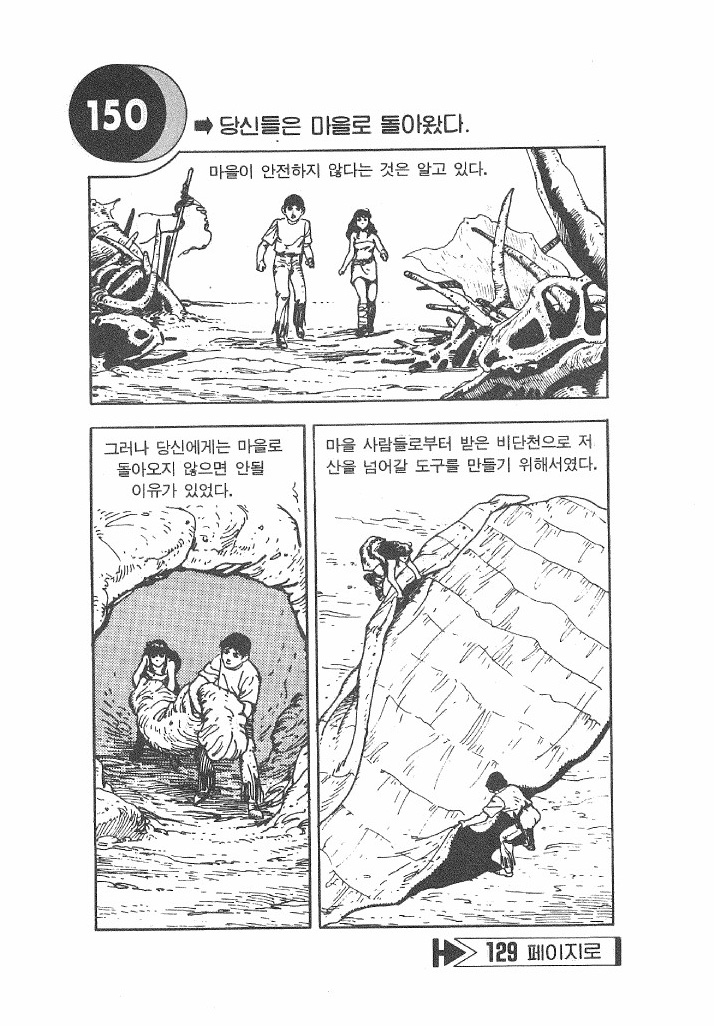 150
➡ 당신들은 마을로 돌아왔다.
마을이 안전하지 않다는 것은 알고 있다.
그러나 당신에게는 마을로
돌아오지 않으면 안될
이유가 있었다.
마을 사람들로부터 받은 비단천으로 저
산을 넘어갈 도구를 만들기 위해서였다.
129 페이지로